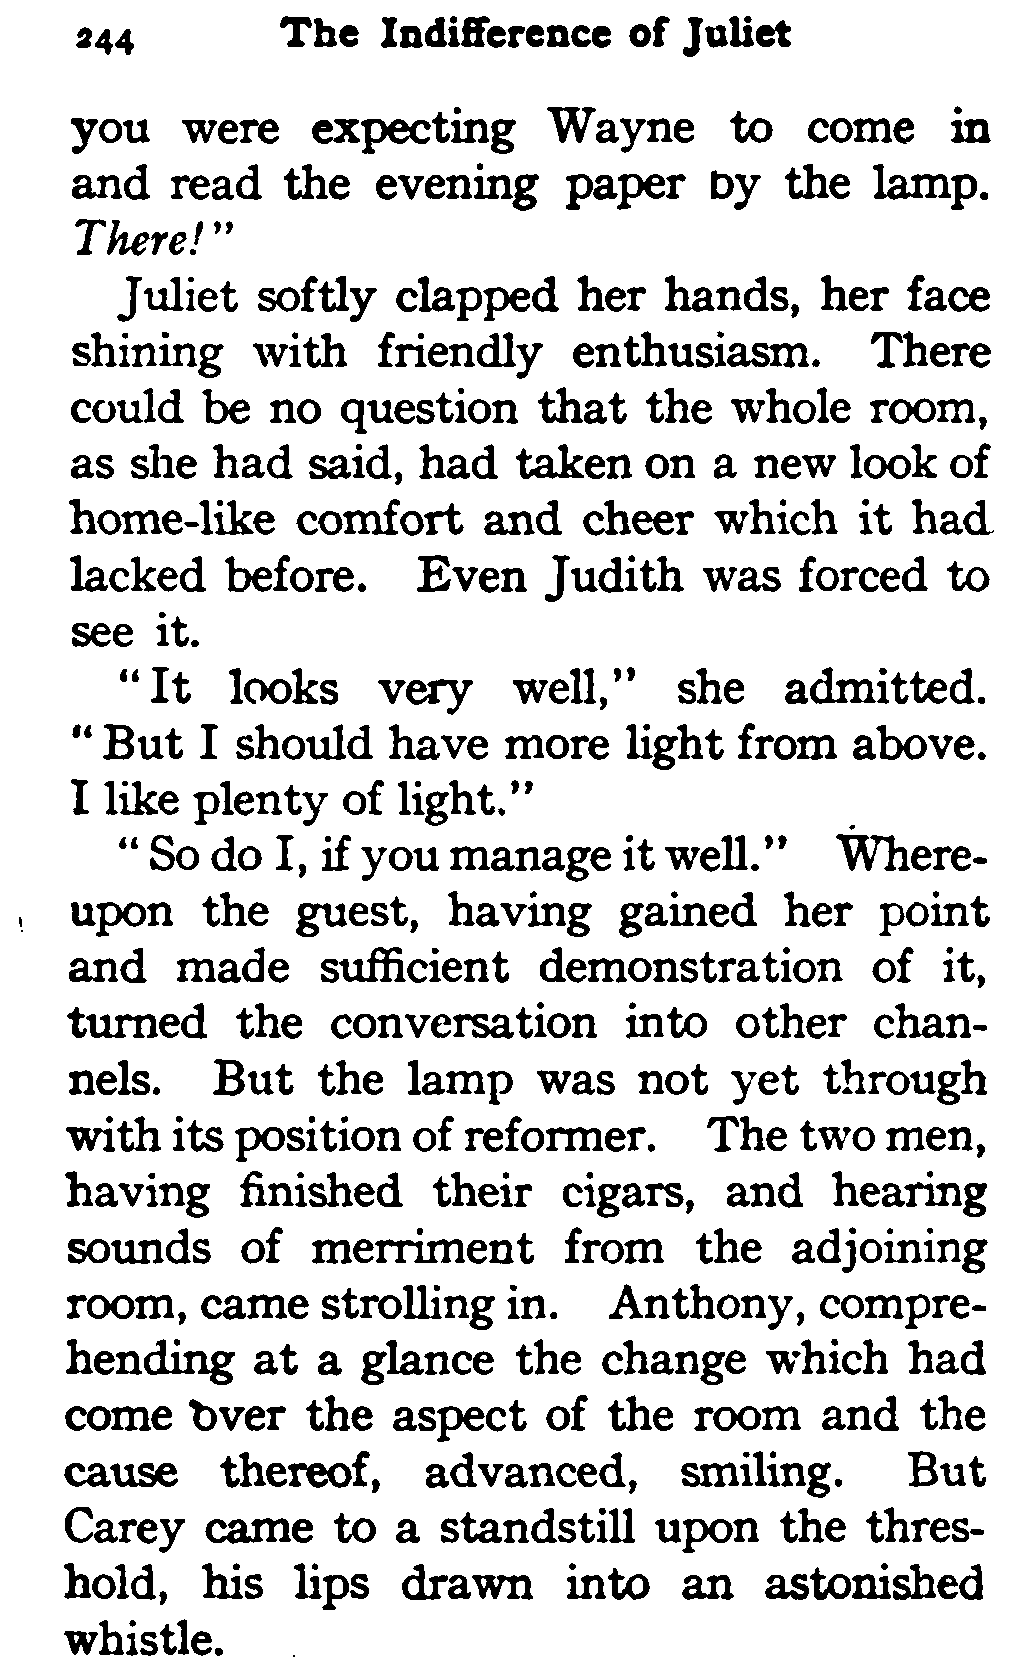 244 The Indifference of Juliet
you were expecting Wayne to come in
and read the evening paper by the lamp.
There!"
Juliet softly clapped her hands, her face
shining with friendly enthusiasm. There
could be no question that the whole room,
as she had said, had taken on a new look of
home-like comfort and cheer which it had
lacked before. Even Judith was forced to
see it.
"It looks very well," she admitted.
"But I should have more light from above.
I like plenty of light."
"So do I, if you manage it well." Where-
upon the guest, having gained her point
and made sufficient demonstration of it,
turned the conversation into other chan-
nels. But the lamp was not yet through
with its position of reformer. The two men,
having finished their cigars, and hearing
sounds of merriment from the adjoining
room, came strolling in. Anthony, compre-
hending at a glance the change which had
come over the aspect of the room and the
cause thereof, advanced, smiling. But
Carey came to a standstill upon the thres-
hold, his lips drawn into an astonished
whistle.